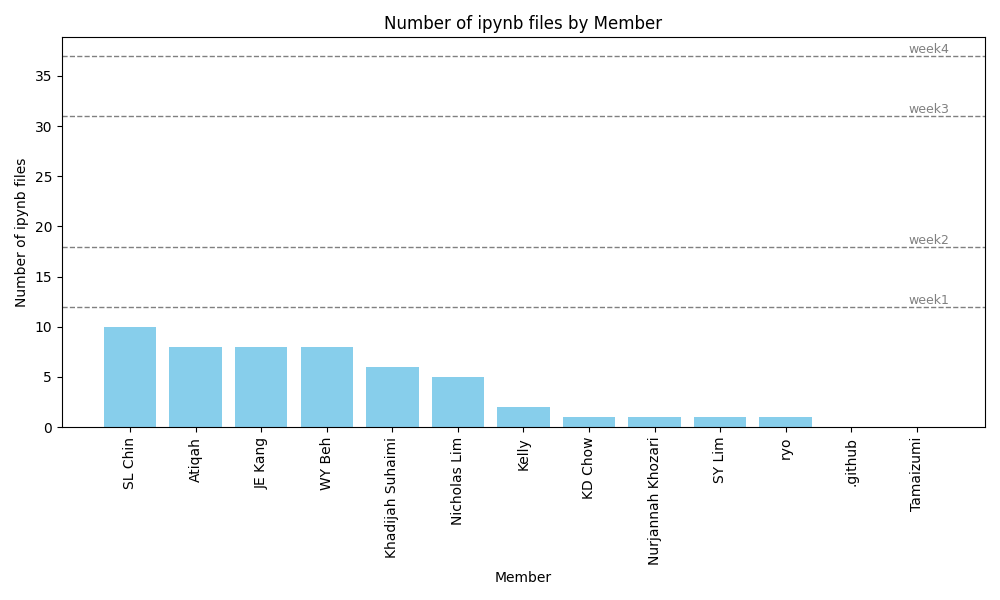 Number of ipynb files by Member
Number of ipynb files
35
30
25
20
15
10
5
0
week4
week3
week2
week1
SL Chin
Atiqah
JE Kang
WY Beh
Khadijah Suhaimi
Nicholas Lim
Kelly
KD Chow
Nurjannah Khozari
SY Lim
ryo
.github
Tamaizumi
Member